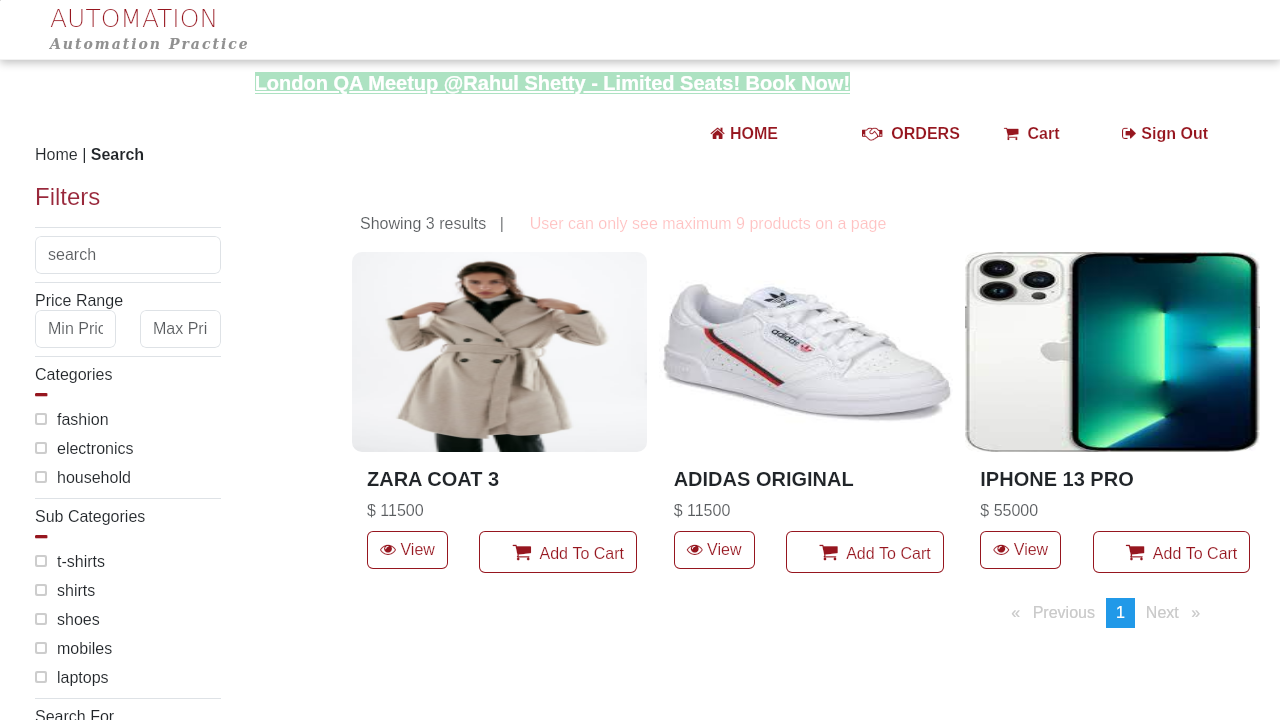 AUTOMATION
Automation Practice
London QA Meetup @Rahul Shetty - Limited Seats! Book Now!
HOME ORDERS Cart Sign Out
Home | Search
Filters
search
Price Range
Min Pric Max Pri
Categories
fashion
electronics
household
Sub Categories
t-shirts
shirts
shoes
mobiles
laptops
Search For
Showing 3 results | User can only see maximum 9 products on a page
adidas
adidas
ZARA COAT 3
$ 11500
View Add To Cart
ADIDAS ORIGINAL
$ 11500
View Add To Cart
IPHONE 13 PRO
$ 55000
View Add To Cart
« Previous 1 Next »